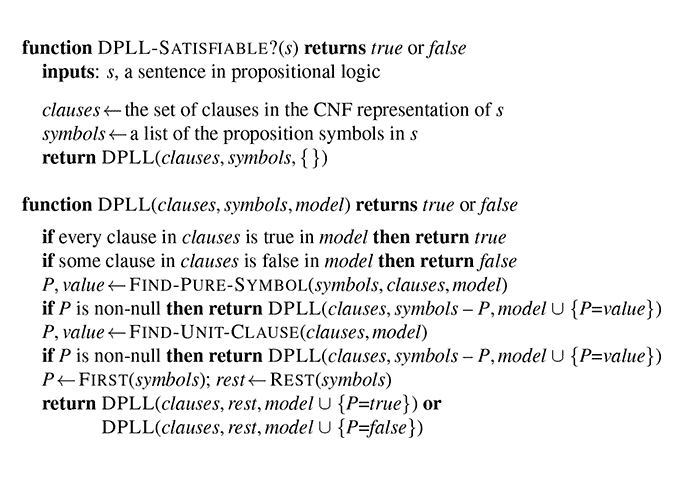 function DPLL-SATISFIABLE?(s) returns true or false
inputs: s, a sentence in propositional logic
clauses ← the set of clauses in the CNF representation of s
symbols ← a list of the proposition symbols in s
return DPLL(clauses, symbols, { })
function DPLL(clauses, symbols, model) returns true or false
if every clause in clauses is true in model then return true
if some clause in clauses is false in model then return false
P, value ← FIND-PURE-SYMBOL(symbols, clauses, model)
if P is non-null then return DPLL(clauses, symbols – P, model ∪ {P=value})
P, value ← FIND-UNIT-CLAUSE(clauses, model)
if P is non-null then return DPLL(clauses, symbols – P, model ∪ {P=value})
P ← FIRST(symbols); rest ← REST(symbols)
return DPLL(clauses, rest, model ∪ {P=true}) or
DPLL(clauses, rest, model ∪ {P=false})